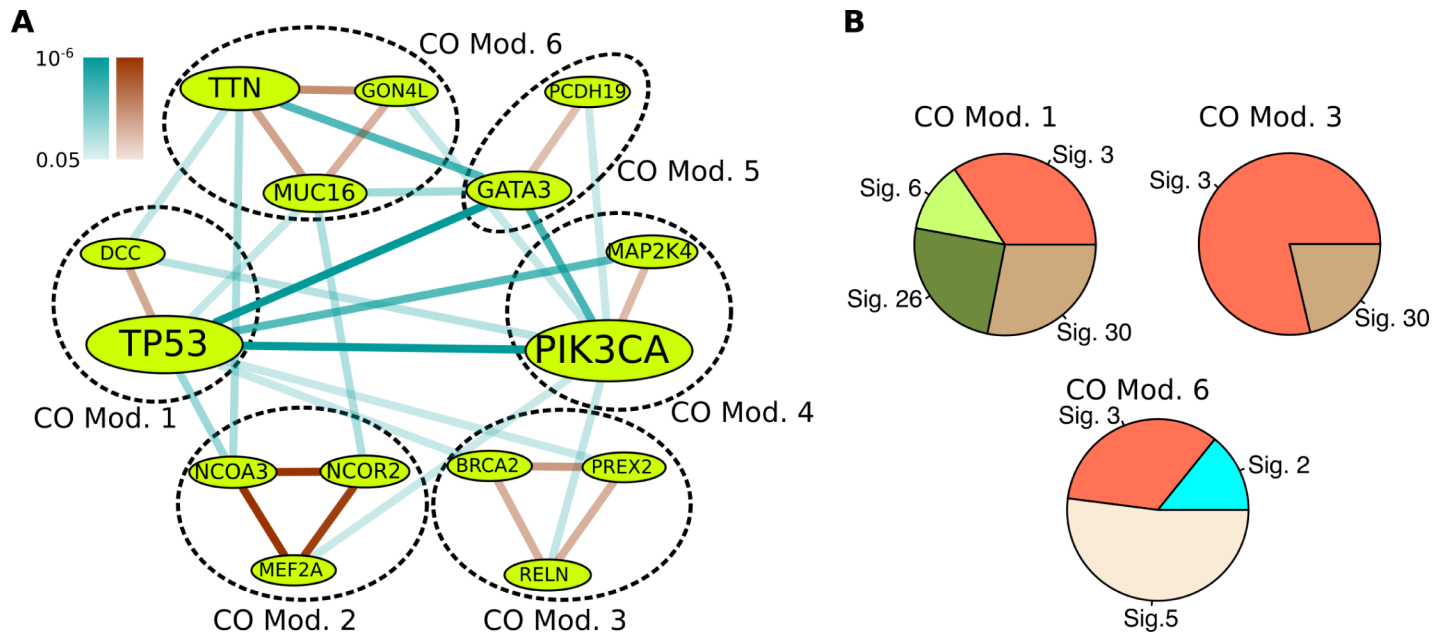 A
B
CO Mod. 6
10-6
TTN
GON4L
PCDH19
0.05
MUC16
GATA3
CO Mod. 5
DCC
MAP2K4
TP53
PIK3CA
CO Mod. 1
CO Mod. 4
NCOA3
NCOR2
BRCA2
PREX2
MEF2A
RELN
CO Mod. 2
CO Mod. 3
CO Mod. 1
CO Mod. 3
Sig. 3
Sig. 6
Sig. 26
Sig. 30
Sig. 3
Sig. 30
CO Mod. 6
Sig. 3
Sig. 2
Sig.5